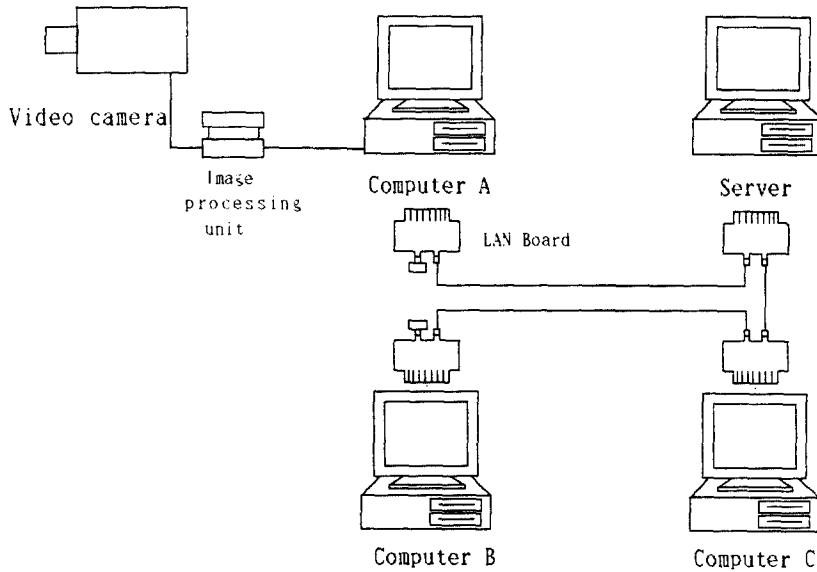 Video camera
Image
processing
unit
Computer A
Server
LAN Board
Computer B
Computer C